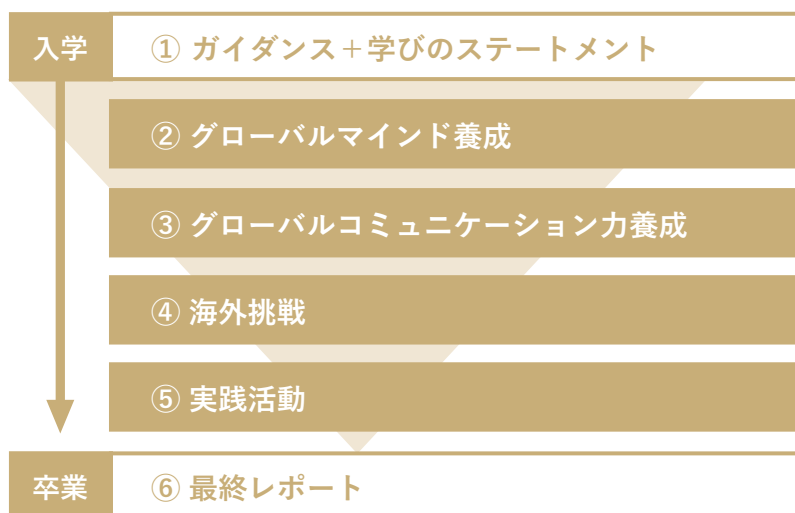 入学
① ガイダンス＋学びのステートメント
② グローバルマインド養成
③ グローバルコミュニケーション力養成
④ 海外挑戦
⑤ 実践活動
卒業
⑥ 最終レポート